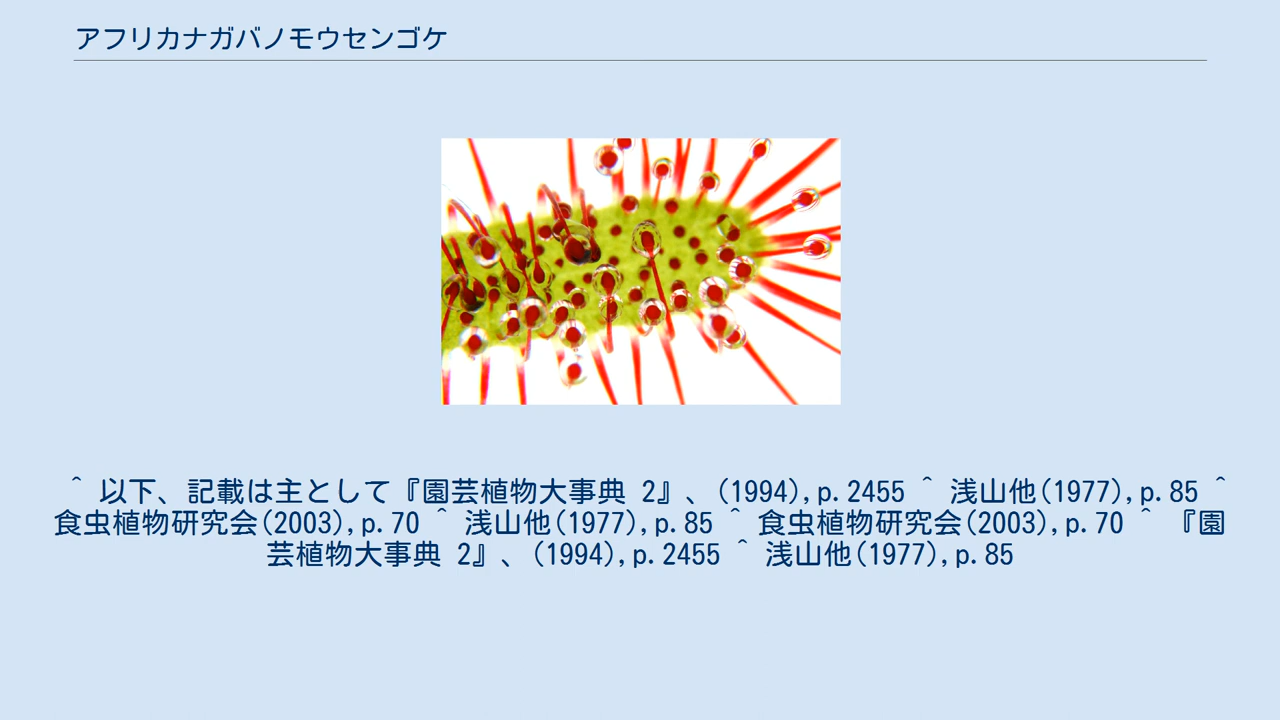 アフリカナガバノモウセンゴケ
^ 以下、記載は主として『園芸植物大事典 2』、(1994),p.2455 ^ 浅山他(1977),p.85 ^
食虫植物研究会(2003),p.70 ^ 浅山他(1977),p.85 ^ 食虫植物研究会(2003),p.70 ^ 『園
芸植物大事典 2』、(1994),p.2455 ^ 浅山他(1977),p.85